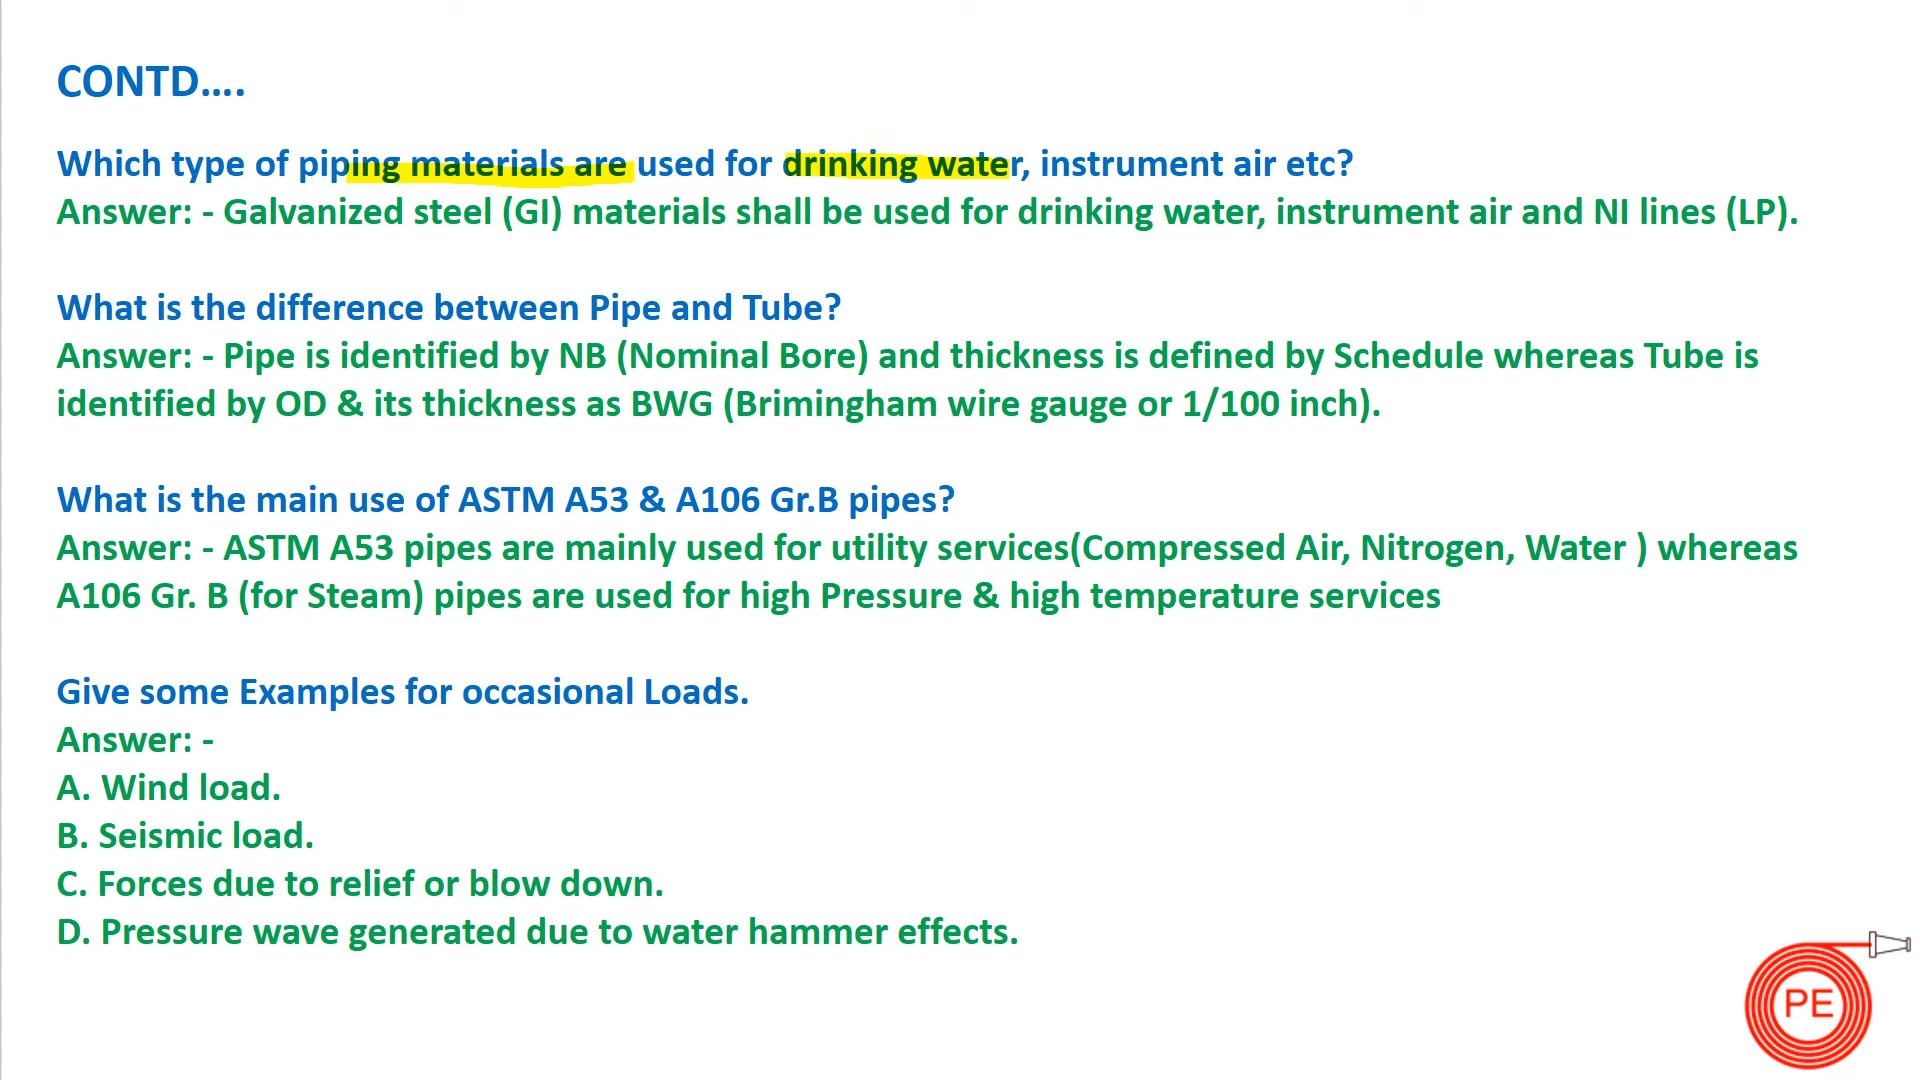 CONTD....
Which type of piping materials are used for drinking water, instrument air etc?
Answer: - Galvanized steel (GI) materials shall be used for drinking water, instrument air and NI lines (LP).
What is the difference between Pipe and Tube?
Answer: - Pipe is identified by NB (Nominal Bore) and thickness is defined by Schedule whereas Tube is
identified by OD & its thickness as BWG (Brimingham wire gauge or 1/100 inch).
What is the main use of ASTM A53 & A106 Gr.B pipes?
Answer: - ASTM A53 pipes are mainly used for utility services(Compressed Air, Nitrogen, Water ) whereas
A106 Gr. B (for Steam) pipes are used for high Pressure & high temperature services
Give some Examples for occasional Loads.
Answer: -
A. Wind load.
B. Seismic load.
C. Forces due to relief or blow down.
D. Pressure wave generated due to water hammer effects.
PE